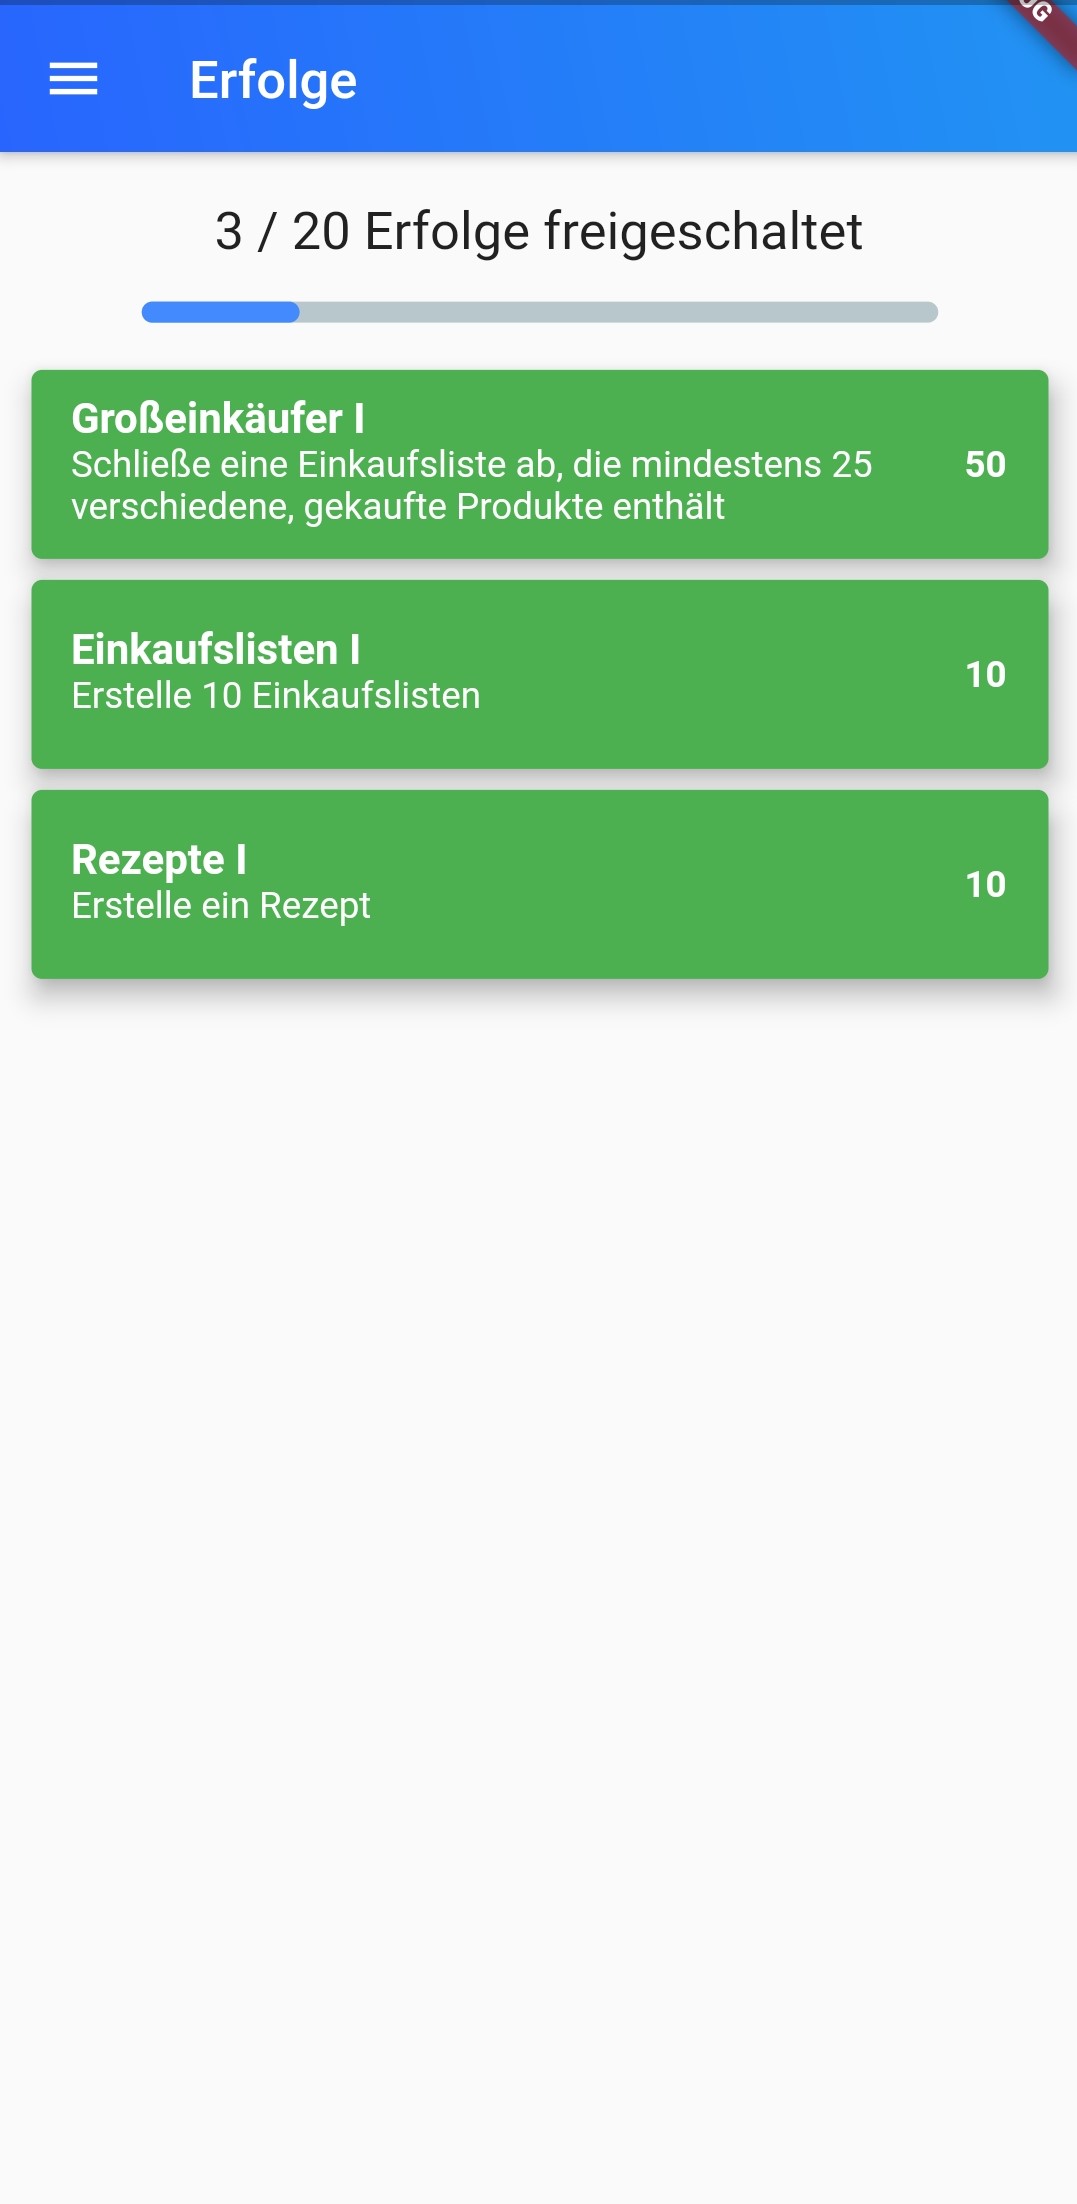 Erfolge
3 / 20 Erfolge freigeschaltet
Großeinkäufer I
Schließe eine Einkaufsliste ab, die mindestens 25
verschiedene, gekaufte Produkte enthält
50
Einkaufslisten I
Erstelle 10 Einkaufslisten
10
Rezepte I
Erstelle ein Rezept
10